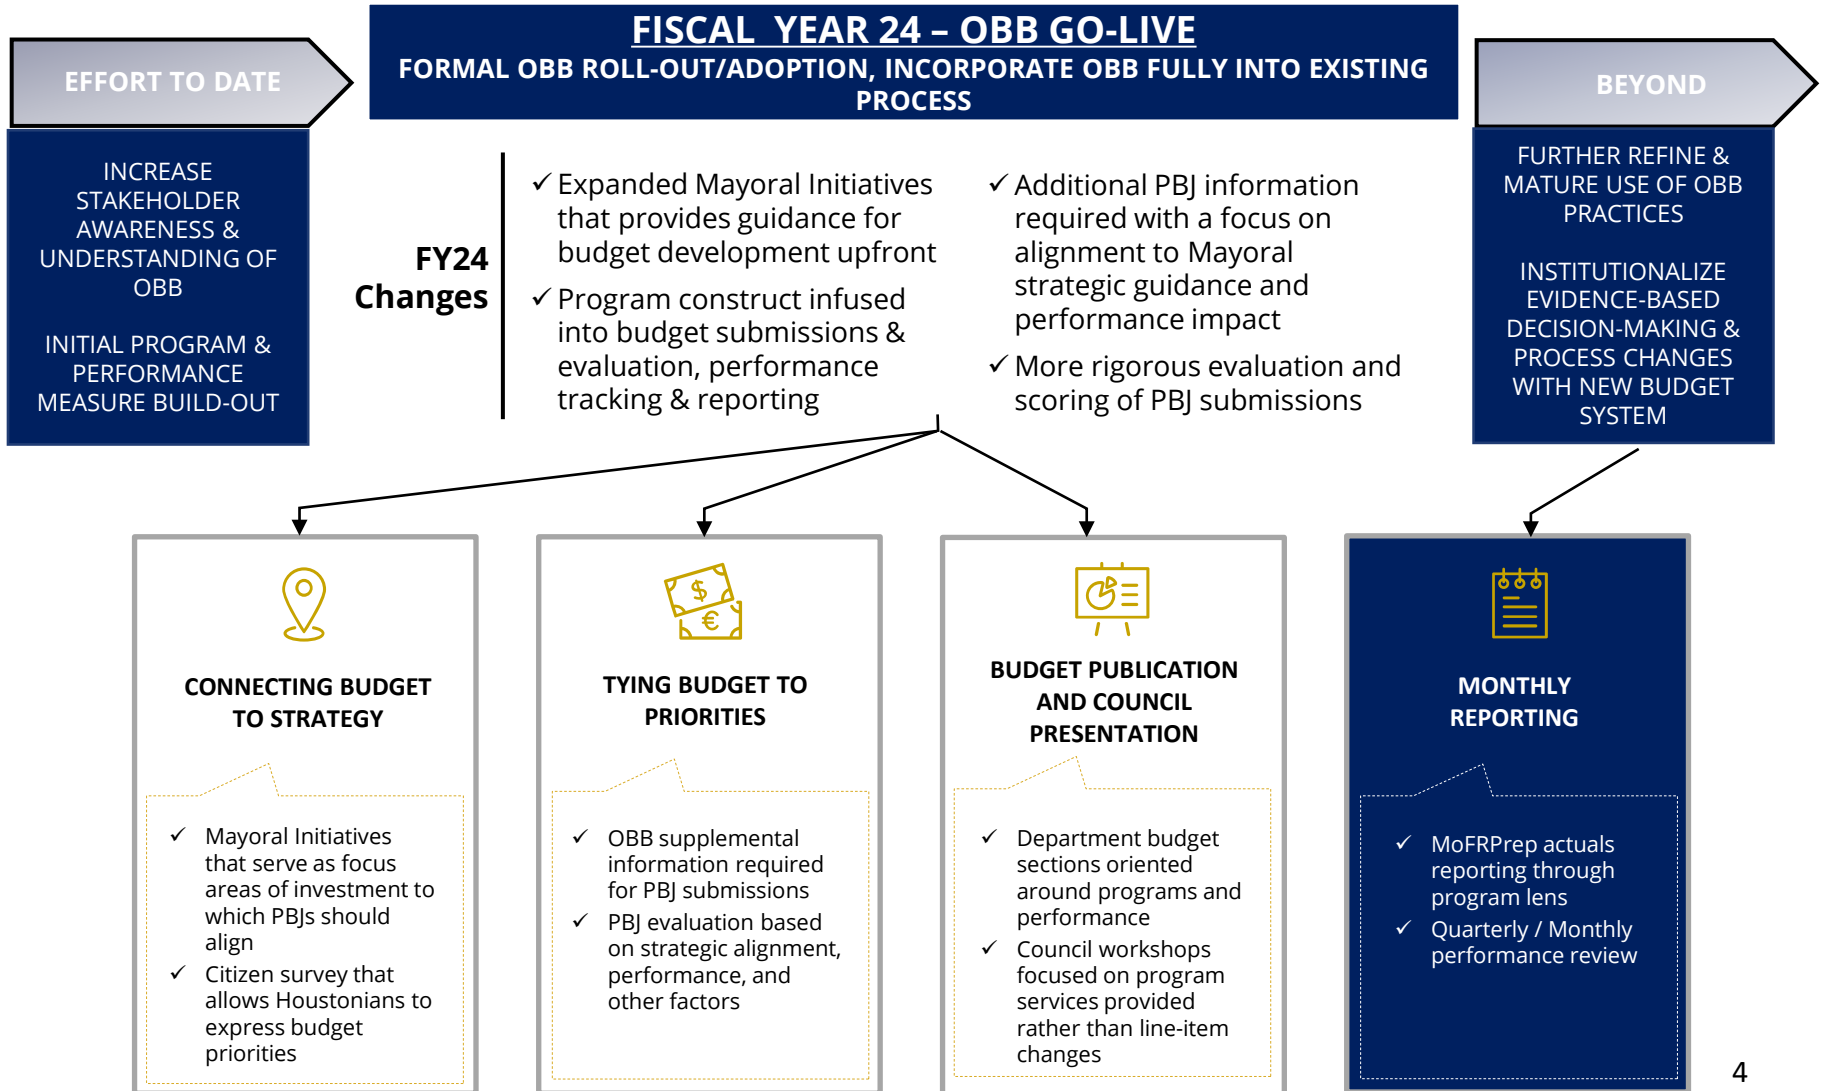 EFFORT TO DATE
INCREASE
STAKEHOLDER
AWARENESS &
UNDERSTANDING OF
OBB
INITIAL PROGRAM &
PERFORMANCE
MEASURE BUILD-OUT
FISCAL YEAR 24 – OBB GO-LIVE
FORMAL OBB ROLL-OUT/ADOPTION, INCORPORATE OBB FULLY INTO EXISTING
PROCESS
FY24
Changes
✓ Expanded Mayoral Initiatives
that provides guidance for
budget development upfront
✓ Program construct infused
into budget submissions &
evaluation, performance
tracking & reporting
✓ Additional PBJ information
required with a focus on
alignment to Mayoral
strategic guidance and
performance impact
✓ More rigorous evaluation and
scoring of PBJ submissions
BEYOND
FURTHER REFINE &
MATURE USE OF OBB
PRACTICES
INSTITUTIONALIZE
EVIDENCE-BASED
DECISION-MAKING &
PROCESS CHANGES
WITH NEW BUDGET
SYSTEM
CONNECTING BUDGET
TO STRATEGY
✓ Mayoral Initiatives
that serve as focus
areas of investment to
which PBJs should
align
✓ Citizen survey that
allows Houstonians to
express budget
priorities
$
€
TYING BUDGET TO
PRIORITIES
✓ OBB supplemental
information required
for PBJ submissions
✓ PBJ evaluation based
on strategic alignment,
performance, and
other factors
BUDGET PUBLICATION
AND COUNCIL
PRESENTATION
✓ Department budget
sections oriented
around programs and
performance
✓ Council workshops
focused on program
services provided
rather than line-item
changes
MONTHLY
REPORTING
✓ MoFRPrep actuals
reporting through
program lens
✓ Quarterly / Monthly
performance review
4